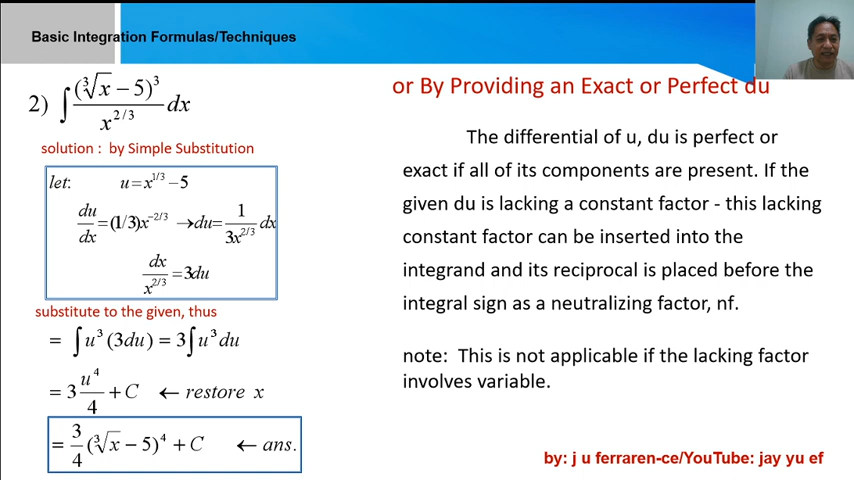 Basic Integration Formulas/Techniques
2) ∫ (∛x − 5)³ / x^{2/3} dx
solution : by Simple Substitution
let: u = x^{1/3} − 5
du/dx = (1/3)x^{−2/3} → du = 1/(3x^{2/3}) dx
dx/x^{2/3} = 3du
substitute to the given, thus
= ∫ u³ (3du) = 3∫ u³ du
= 3 u⁴/4 + C ← restore x
= 3/4 (∛x − 5)⁴ + C ← ans.
or By Providing an Exact or Perfect du
The differential of u, du is perfect or
exact if all of its components are present. If the
given du is lacking a constant factor - this lacking
constant factor can be inserted into the
integrand and its reciprocal is placed before the
integral sign as a neutralizing factor, nf.
note: This is not applicable if the lacking factor
involves variable.
by: j u ferraren-ce/YouTube: jay yu ef